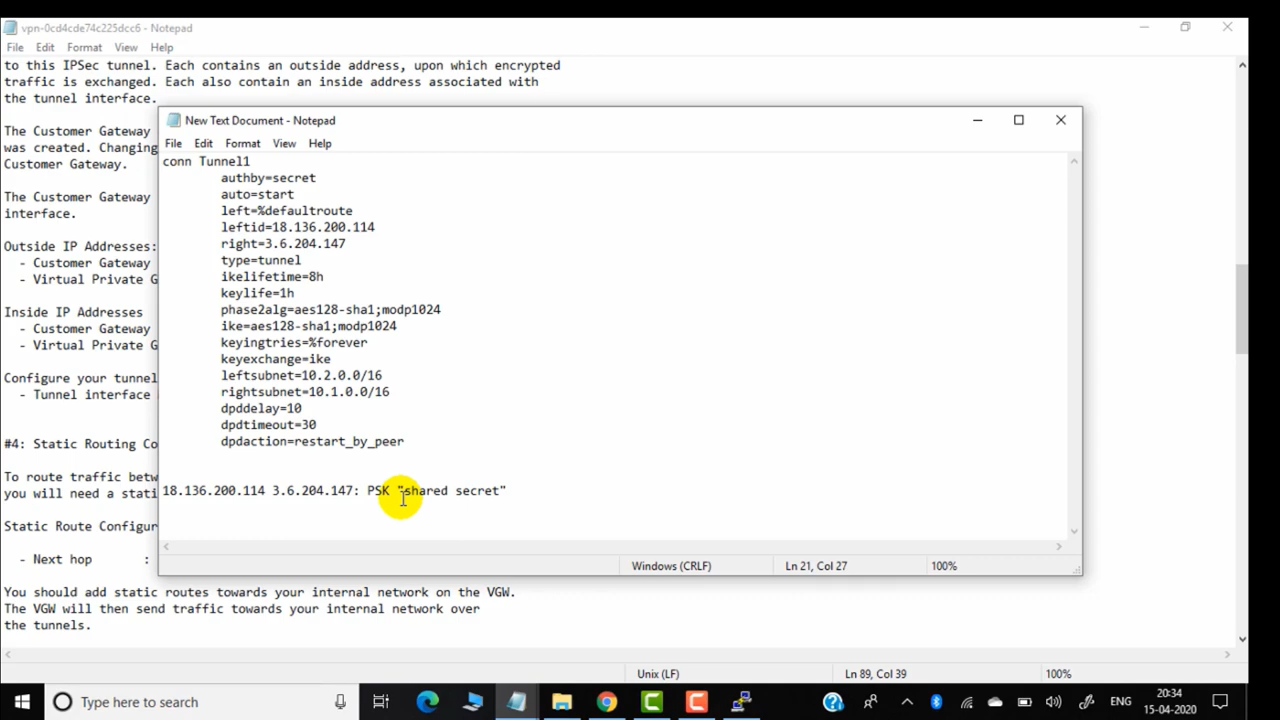 vpn-0cd4cde74c225dcc6 - Notepad
File Edit Format View Help
to this IPSec tunnel. Each contains an outside address, upon which encrypted
traffic is exchanged. Each also contain an inside address associated with
the tunnel interface.
The Customer Gateway
was created. Changing
Customer Gateway.
The Customer Gateway
interface.
Outside IP Addresses:
- Customer Gateway
- Virtual Private G
Inside IP Addresses
- Customer Gateway
- Virtual Private G
Configure your tunnel
- Tunnel interface
#4: Static Routing Co
To route traffic betw
you will need a stati
Static Route Configur
- Next hop :
You should add static routes towards your internal network on the VGW.
The VGW will then send traffic towards your internal network over
the tunnels.
Unix (LF) Ln 89, Col 39 100%
New Text Document - Notepad
File Edit Format View Help
conn Tunnel1
authby=secret
auto=start
left=%defaultroute
leftid=18.136.200.114
right=3.6.204.147
type=tunnel
ikelifetime=8h
keylife=1h
phase2alg=aes128-sha1;modp1024
ike=aes128-sha1;modp1024
keyingtries=%forever
keyexchange=ike
leftsubnet=10.2.0.0/16
rightsubnet=10.1.0.0/16
dpddelay=10
dpdtimeout=30
dpdaction=restart_by_peer
18.136.200.114 3.6.204.147: PSK "shared secret"
Windows (CRLF) Ln 21, Col 27 100%
Type here to search
ENG
20:34
15-04-2020